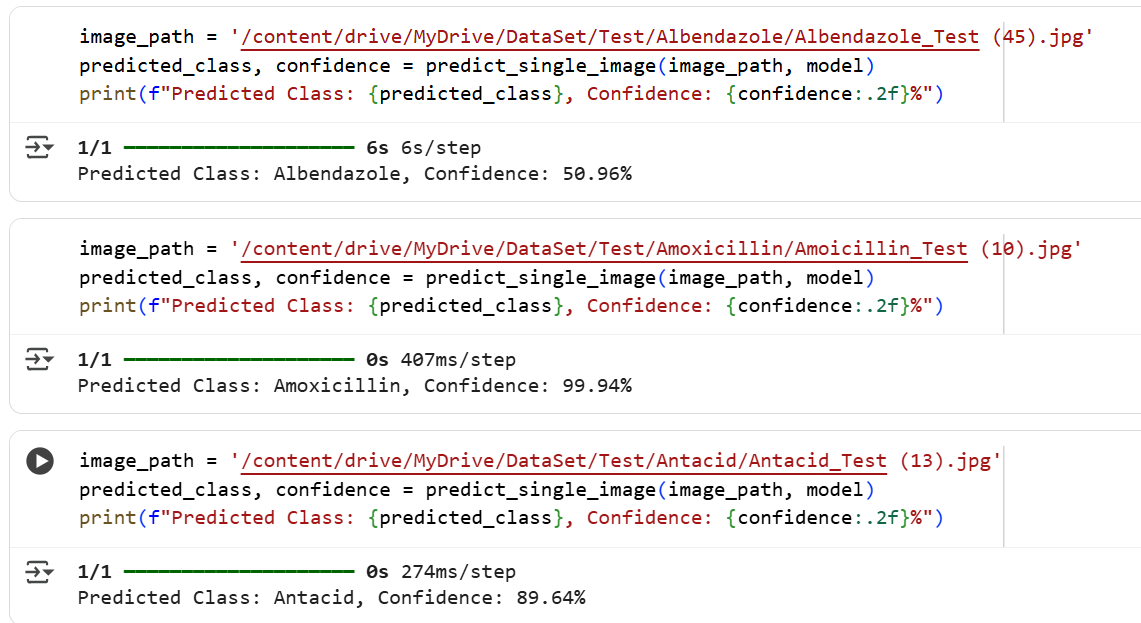 image_path = '/content/drive/MyDrive/DataSet/Test/Albendazole/Albendazole_Test (45).jpg'
predicted_class, confidence = predict_single_image(image_path, model)
print(f"Predicted Class: {predicted_class}, Confidence: {confidence:.2f}%")
1/1 ━━━━━━━━━━━━━━━━━━━━ 6s 6s/step
Predicted Class: Albendazole, Confidence: 50.96%
image_path = '/content/drive/MyDrive/DataSet/Test/Amoxicillin/Amoicillin_Test (10).jpg'
predicted_class, confidence = predict_single_image(image_path, model)
print(f"Predicted Class: {predicted_class}, Confidence: {confidence:.2f}%")
1/1 ━━━━━━━━━━━━━━━━━━━━ 0s 407ms/step
Predicted Class: Amoxicillin, Confidence: 99.94%
image_path = '/content/drive/MyDrive/DataSet/Test/Antacid/Antacid_Test (13).jpg'
predicted_class, confidence = predict_single_image(image_path, model)
print(f"Predicted Class: {predicted_class}, Confidence: {confidence:.2f}%")
1/1 ━━━━━━━━━━━━━━━━━━━━ 0s 274ms/step
Predicted Class: Antacid, Confidence: 89.64%